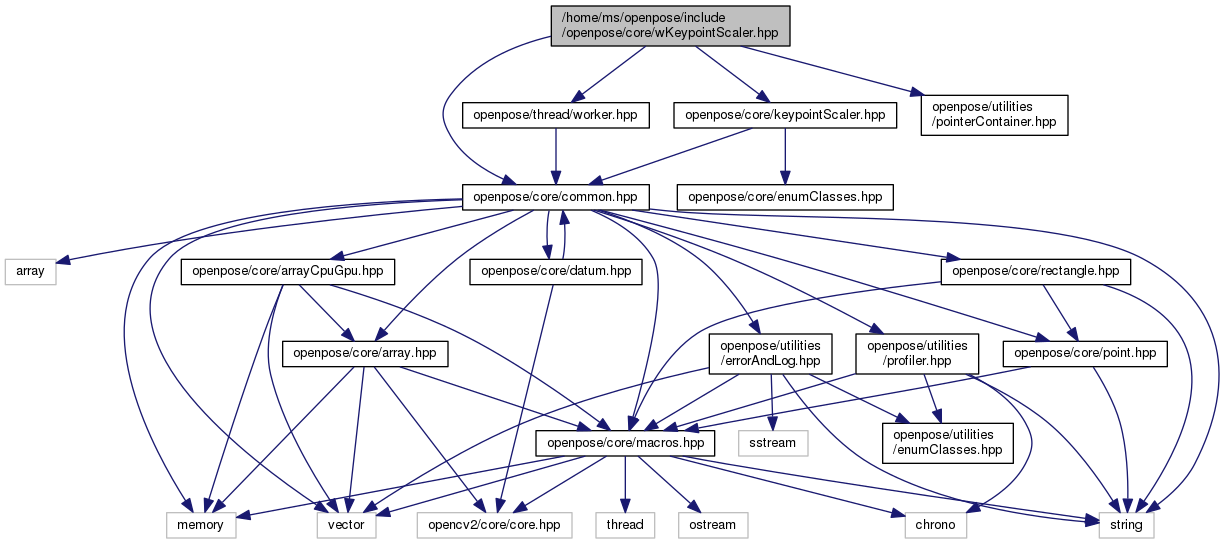 /home/ms/openpose/include
/openpose/core/wKeypointScaler.hpp
openpose/thread/worker.hpp
openpose/core/keypointScaler.hpp
openpose/utilities
/pointerContainer.hpp
openpose/core/common.hpp
openpose/core/enumClasses.hpp
array
openpose/core/arrayCpuGpu.hpp
openpose/core/datum.hpp
openpose/core/rectangle.hpp
openpose/core/array.hpp
openpose/utilities
/errorAndLog.hpp
openpose/utilities
/profiler.hpp
openpose/core/point.hpp
openpose/core/macros.hpp
sstream
openpose/utilities
/enumClasses.hpp
memory
vector
opencv2/core/core.hpp
thread
ostream
chrono
string